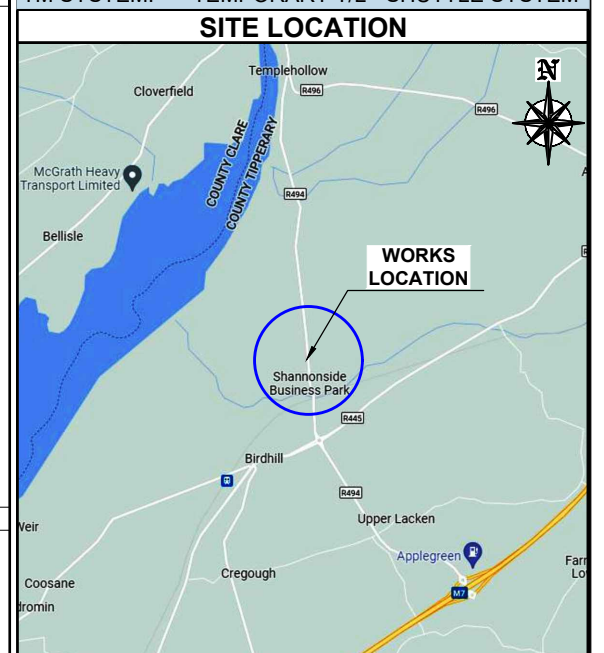 SITE LOCATION
Templehollow
N
Cloverfield
R496
R496
COUNTY CLARE
COUNTY TIPPERARY
McGrath Heavy
Transport Limited
R494
Bellisle
WORKS
LOCATION
Shannonside
Business Park
R445
Birdhill
R494
Upper Lacken
Applegreen
Cregough
Coosane
M7